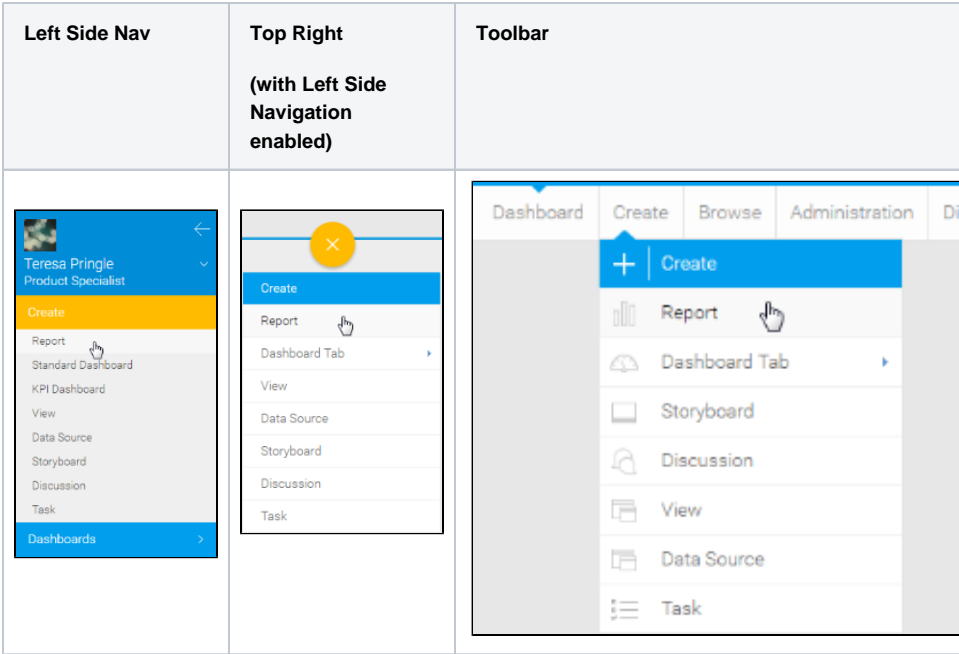 Left Side Nav
Top Right
(with Left Side
Navigation
enabled)
Toolbar
Teresa Pringle
Product Specialist
Create
Report
Standard Dashboard
KPI Dashboard
View
Data Source
Storyboard
Discussion
Task
Dashboards
Create
Report
Dashboard Tab
View
Data Source
Storyboard
Discussion
Task
Dashboard Create Browse Administration Di
Create
Report
Dashboard Tab
Storyboard
Discussion
View
Data Source
Task